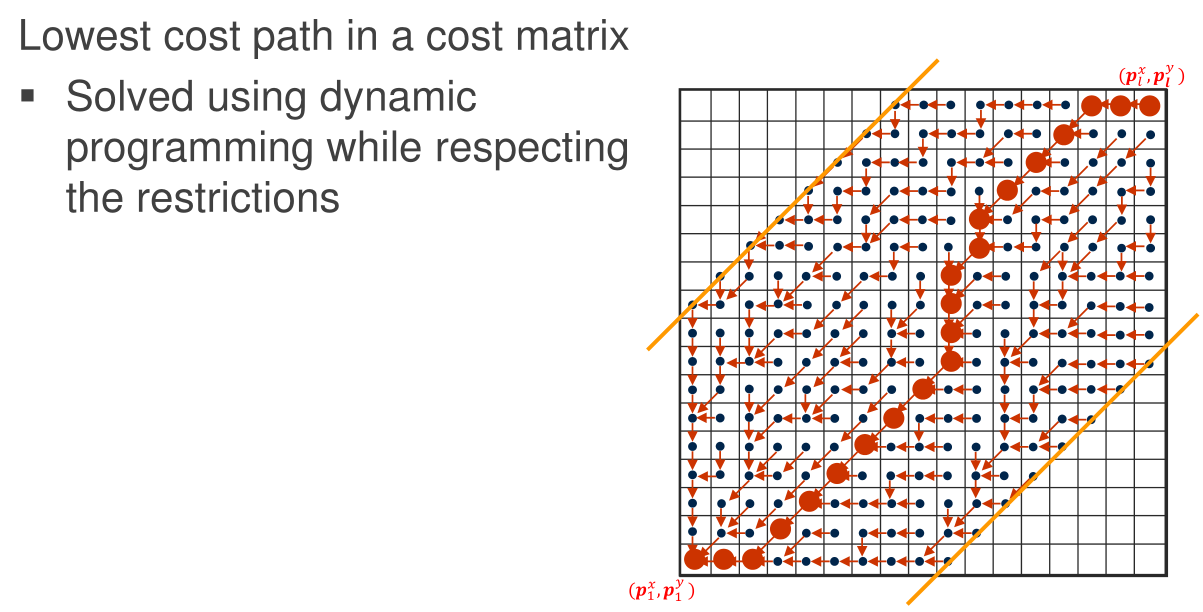 Lowest cost path in a cost matrix
▪ Solved using dynamic
programming while respecting
the restrictions
(p_l^x, p_l^y)
(p_1^x, p_1^y)